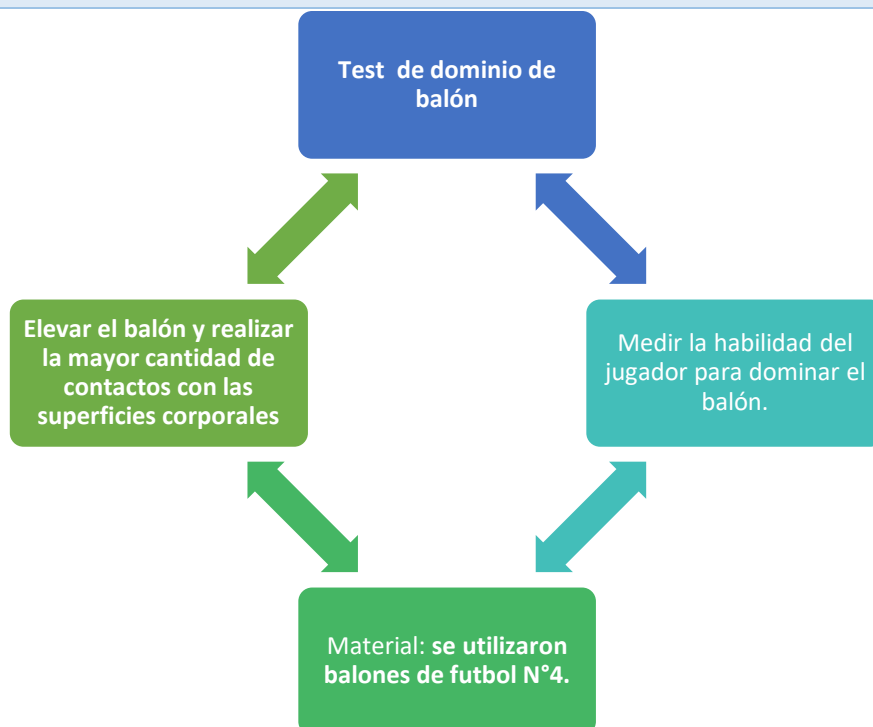 Test de dominio de
balón
Elevar el balón y realizar
la mayor cantidad de
contactos con las
superficies corporales
Medir la habilidad del
jugador para dominar el
balón.
Material: se utilizaron
balones de futbol N°4.